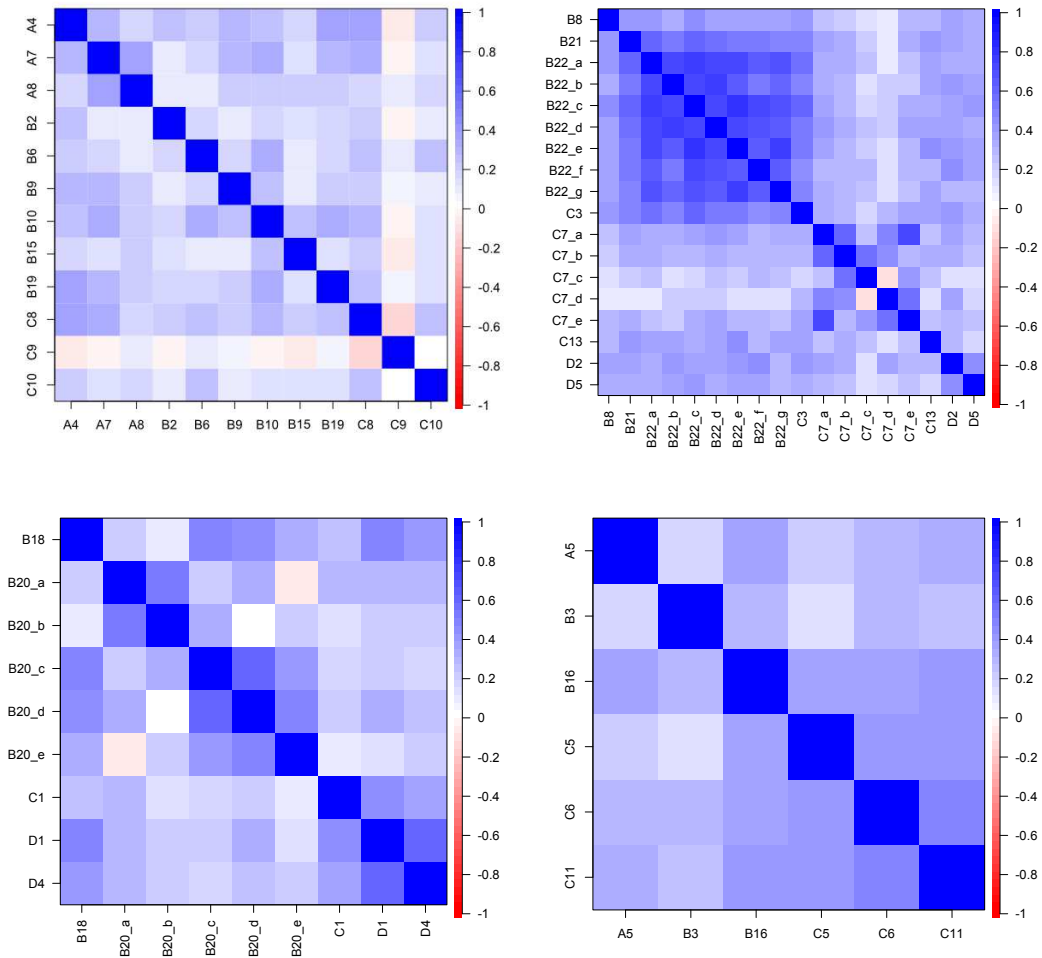 A4
A7
A8
B2
B6
B9
B10
B15
B19
C8
C9
C10
A4 A7 A8 B2 B6 B9 B10 B15 B19 C8 C9 C10
1
0.8
0.6
0.4
0.2
0
-0.2
-0.4
-0.6
-0.8
-1
B8
B21
B22_a
B22_b
B22_c
B22_d
B22_e
B22_f
B22_g
C3
C7_a
C7_b
C7_c
C7_d
C7_e
C13
D2
D5
B8 B21 B22_a B22_b B22_c B22_d B22_e B22_f B22_g C3 C7_a C7_b C7_c C7_d C7_e C13 D2 D5
1
0.8
0.6
0.4
0.2
0
-0.2
-0.4
-0.6
-0.8
-1
B18
B20_a
B20_b
B20_c
B20_d
B20_e
C1
D1
D4
B18 B20_a B20_b B20_c B20_d B20_e C1 D1 D4
1
0.8
0.6
0.4
0.2
0
-0.2
-0.4
-0.6
-0.8
-1
A5
B3
B16
C5
C6
C11
A5 B3 B16 C5 C6 C11
1
0.8
0.6
0.4
0.2
0
-0.2
-0.4
-0.6
-0.8
-1